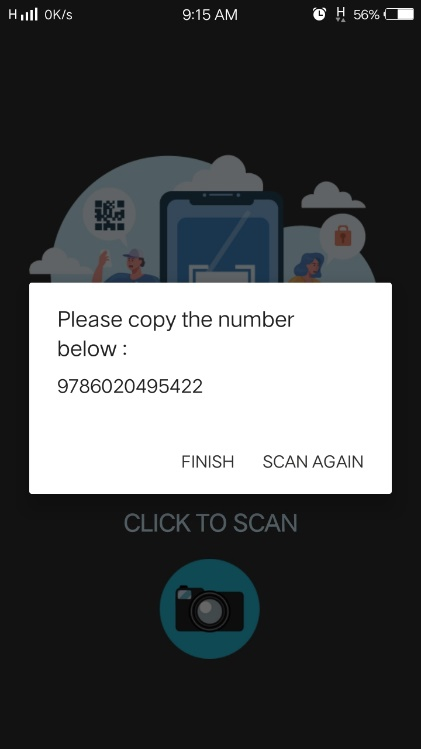 H 0K/s 9:15 AM H 56%
Please copy the number
below :
9786020495422
FINISH SCAN AGAIN
CLICK TO SCAN